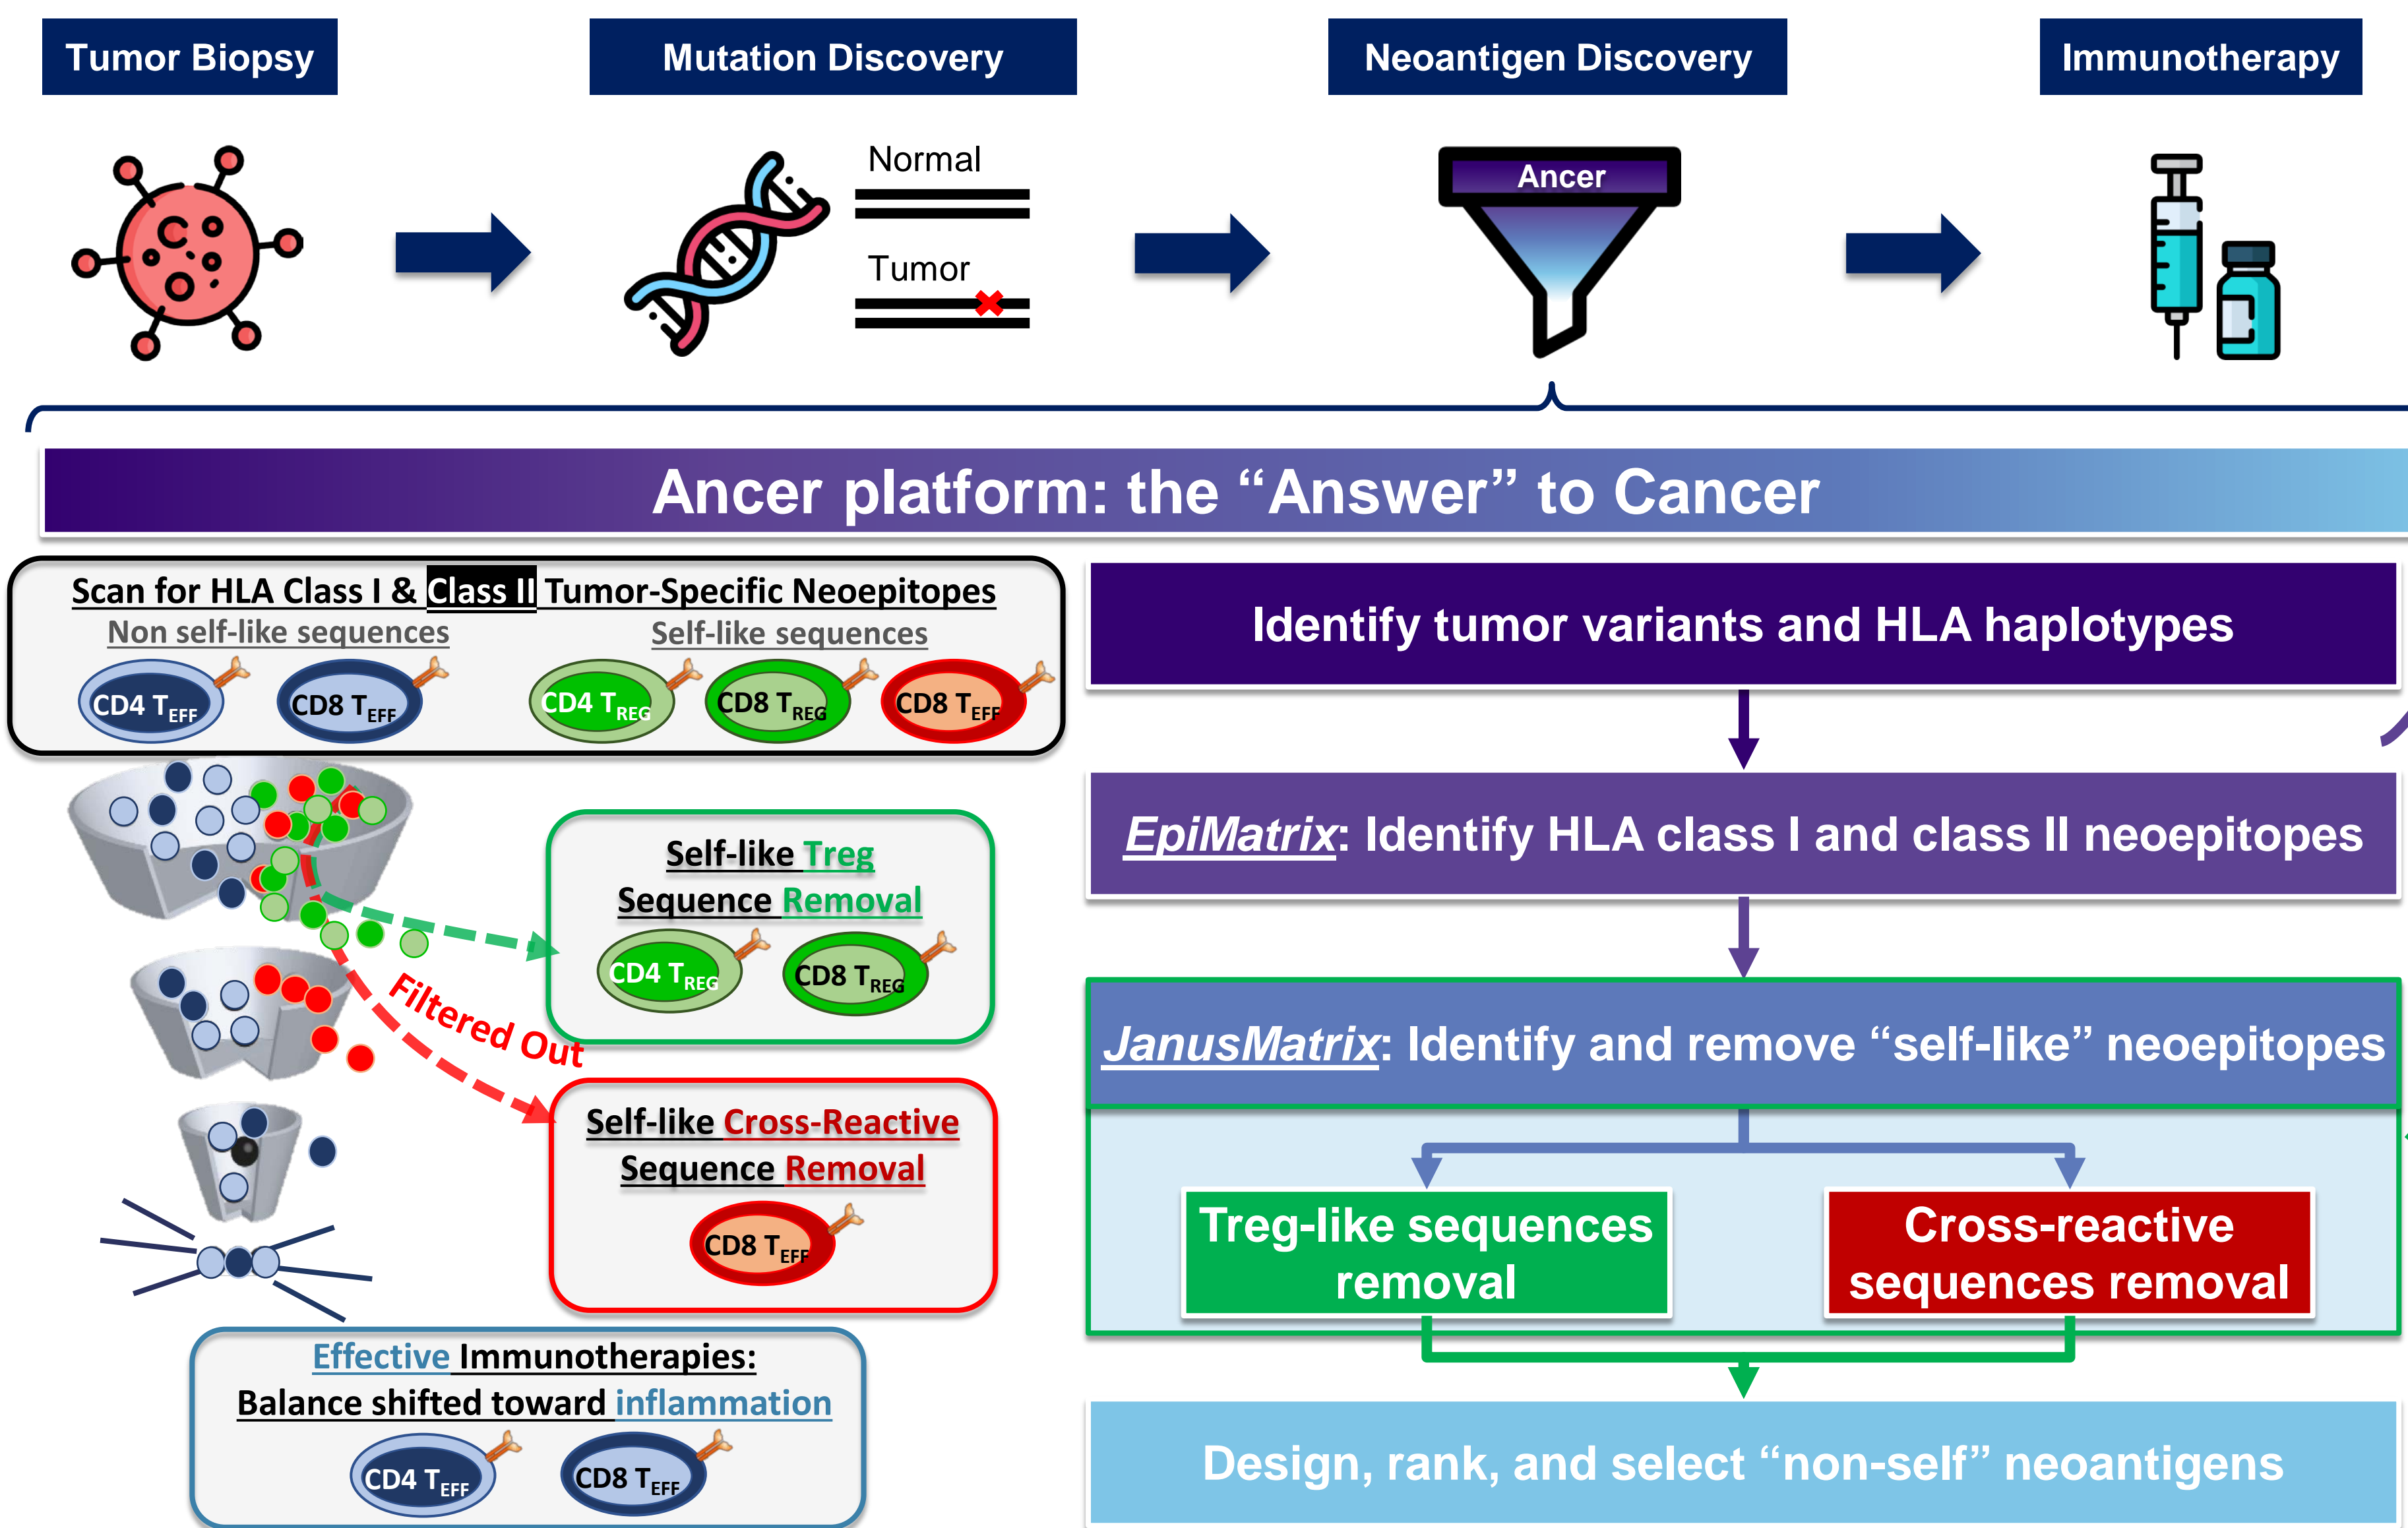 Tumor Biopsy
Mutation Discovery
Neoantigen Discovery
Immunotherapy
Normal
Tumor
Ancer
Ancer platform: the “Answer” to Cancer
Scan for HLA Class I & Class II Tumor-Specific Neoepitopes
Non self-like sequences
Self-like sequences
CD4 TEFF
CD8 TEFF
CD4 TREG
CD8 TREG
CD8 TEFF
Self-like Treg
Sequence Removal
CD4 TREG
CD8 TREG
Filtered Out
Self-like Cross-Reactive
Sequence Removal
CD8 TEFF
Effective Immunotherapies:
Balance shifted toward inflammation
CD4 TEFF
CD8 TEFF
Identify tumor variants and HLA haplotypes
EpiMatrix: Identify HLA class I and class II neoepitopes
JanusMatrix: Identify and remove “self-like” neoepitopes
Treg-like sequences
removal
Cross-reactive
sequences removal
Design, rank, and select “non-self” neoantigens